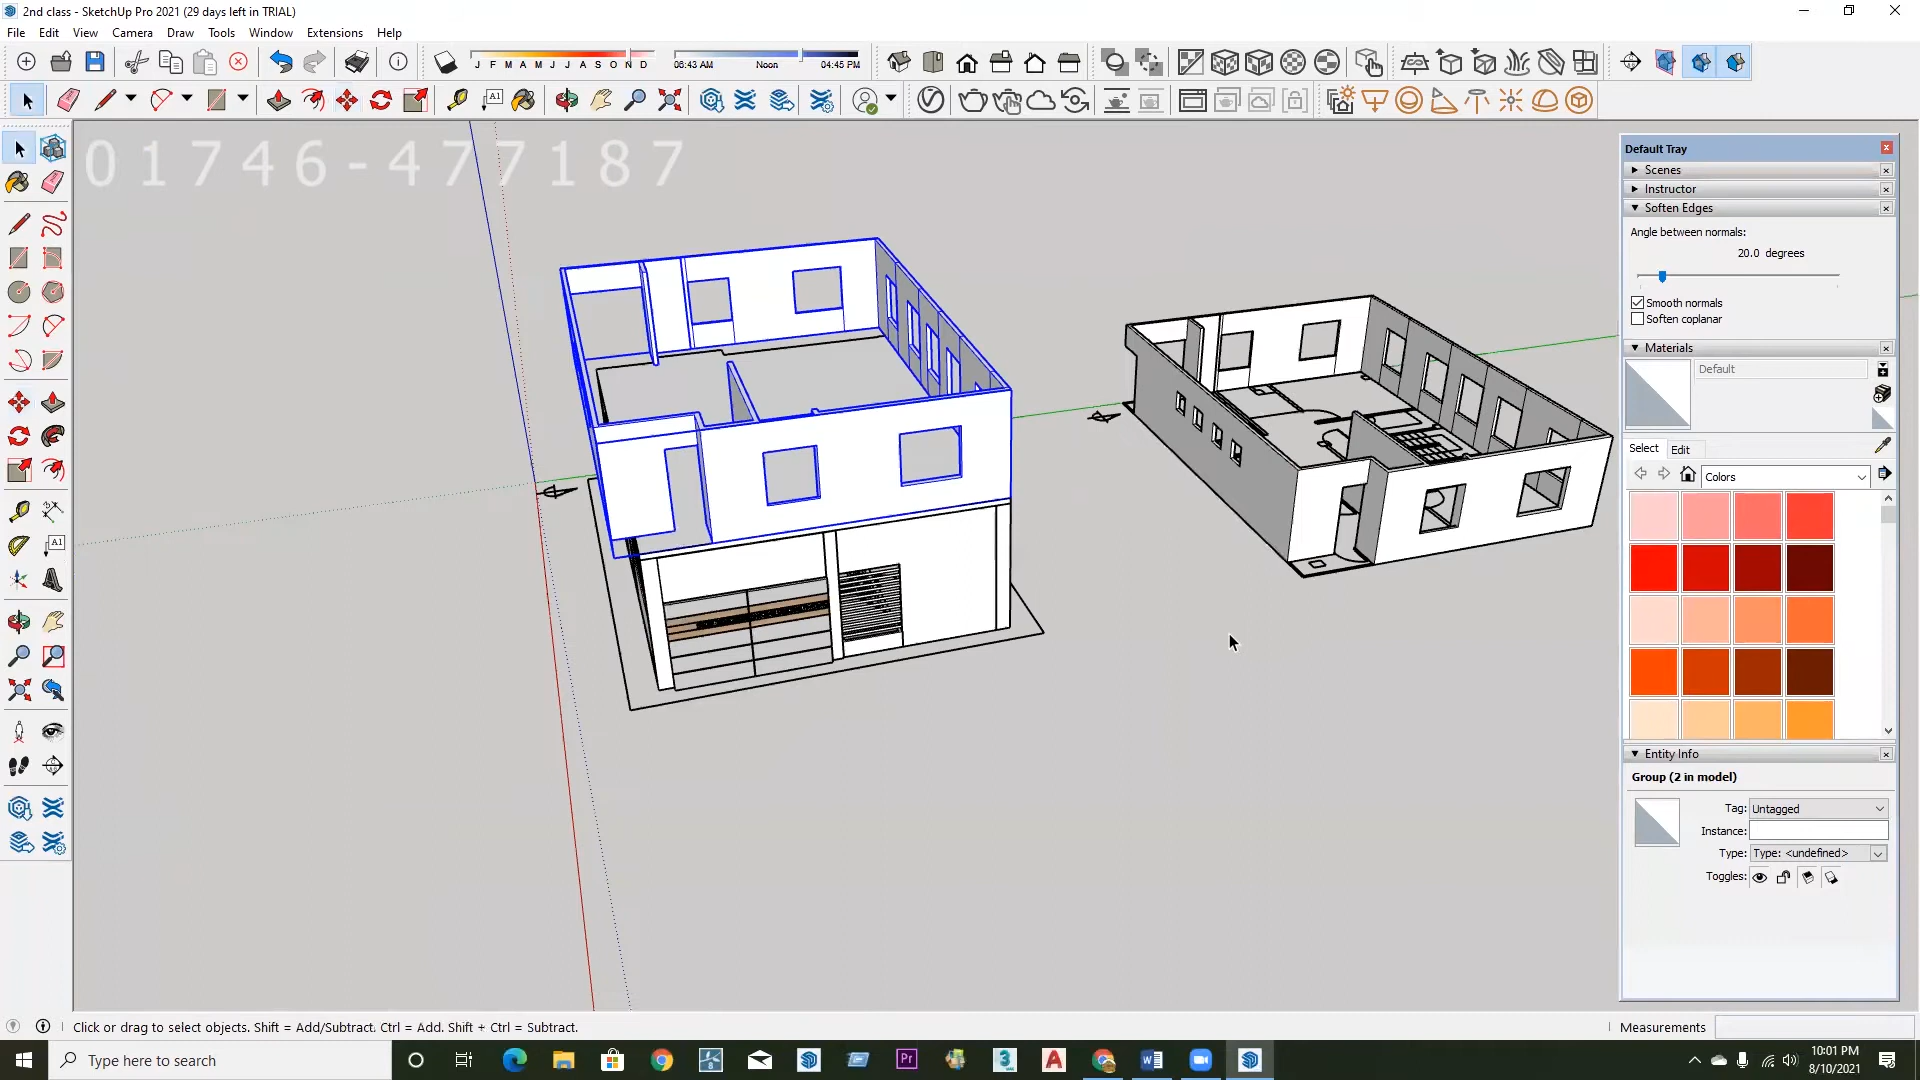 2nd class - SketchUp Pro 2021 (29 days left in TRIAL)
File Edit View Camera Draw Tools Window Extensions Help
J F M A M J J A S O N D
06:43 AM Noon 04:45 PM
A1
01746-477187
A1
Default Tray
Scenes
Instructor
Soften Edges
Angle between normals:
20.0 degrees
Smooth normals
Soften coplanar
Materials
Default
Select Edit
Colors
Entity Info
Group (2 in model)
Tag: Untagged
Instance:
Type: Type: <undefined>
Toggles:
Click or drag to select objects. Shift = Add/Subtract. Ctrl = Add. Shift + Ctrl = Subtract.
Measurements
Type here to search
Pr
3
A
W
10:01 PM
8/10/2021